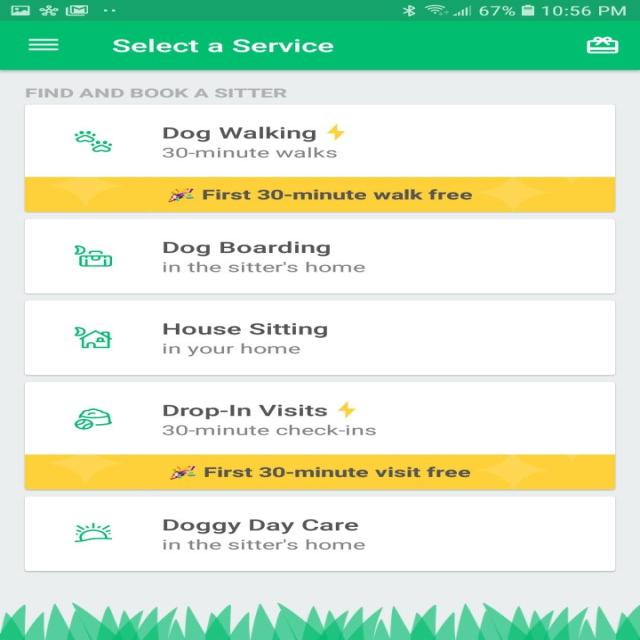 67% 10:56 PM
Select a Service
FIND AND BOOK A SITTER
Dog Walking
30-minute walks
First 30-minute walk free
Dog Boarding
in the sitter's home
House Sitting
in your home
Drop-In Visits
30-minute check-ins
First 30-minute visit free
Doggy Day Care
in the sitter's home